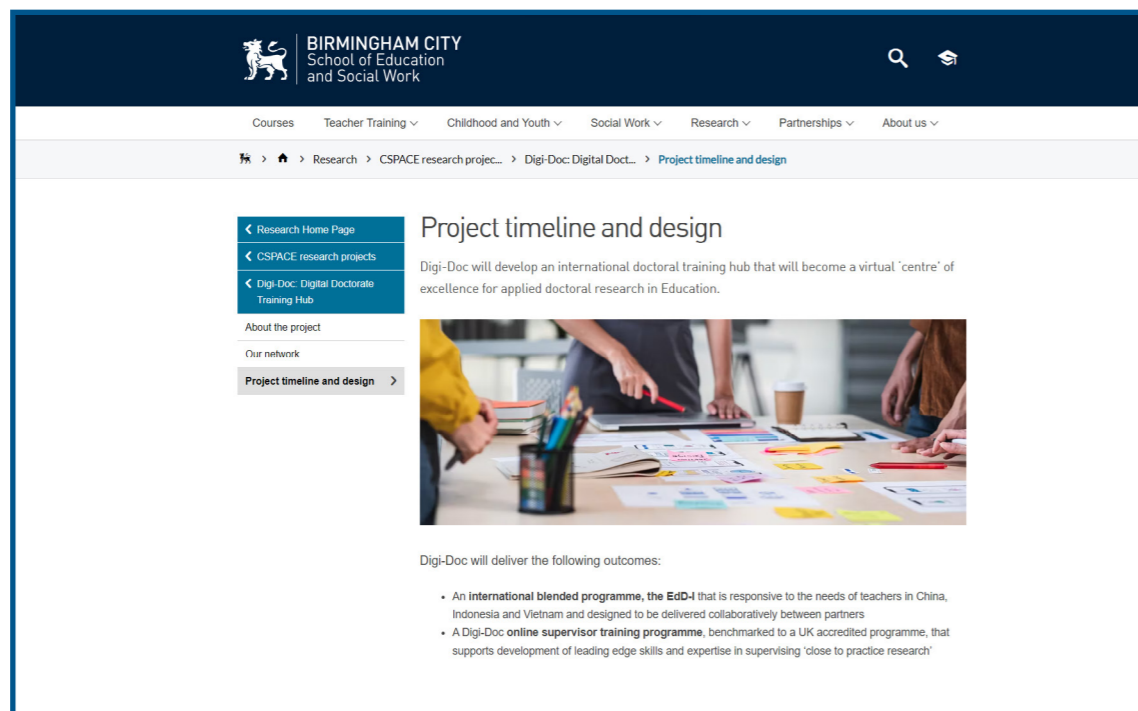 BIRMINGHAM CITY
School of Education
and Social Work
Courses Teacher Training Childhood and Youth Social Work Research Partnerships About us
Research > CSPACE research projec... > Digi-Doc: Digital Doct... > Project timeline and design
Research Home Page
CSPACE research projects
Digi-Doc: Digital Doctorate
Training Hub
About the project
Our network
Project timeline and design
Project timeline and design
Digi-Doc will develop an international doctoral training hub that will become a virtual ‘centre’ of
excellence for applied doctoral research in Education.
Digi-Doc will deliver the following outcomes:
• An international blended programme, the EdD-I that is responsive to the needs of teachers in China,
Indonesia and Vietnam and designed to be delivered collaboratively between partners
• A Digi-Doc online supervisor training programme, benchmarked to a UK accredited programme, that
supports development of leading edge skills and expertise in supervising ‘close to practice research’